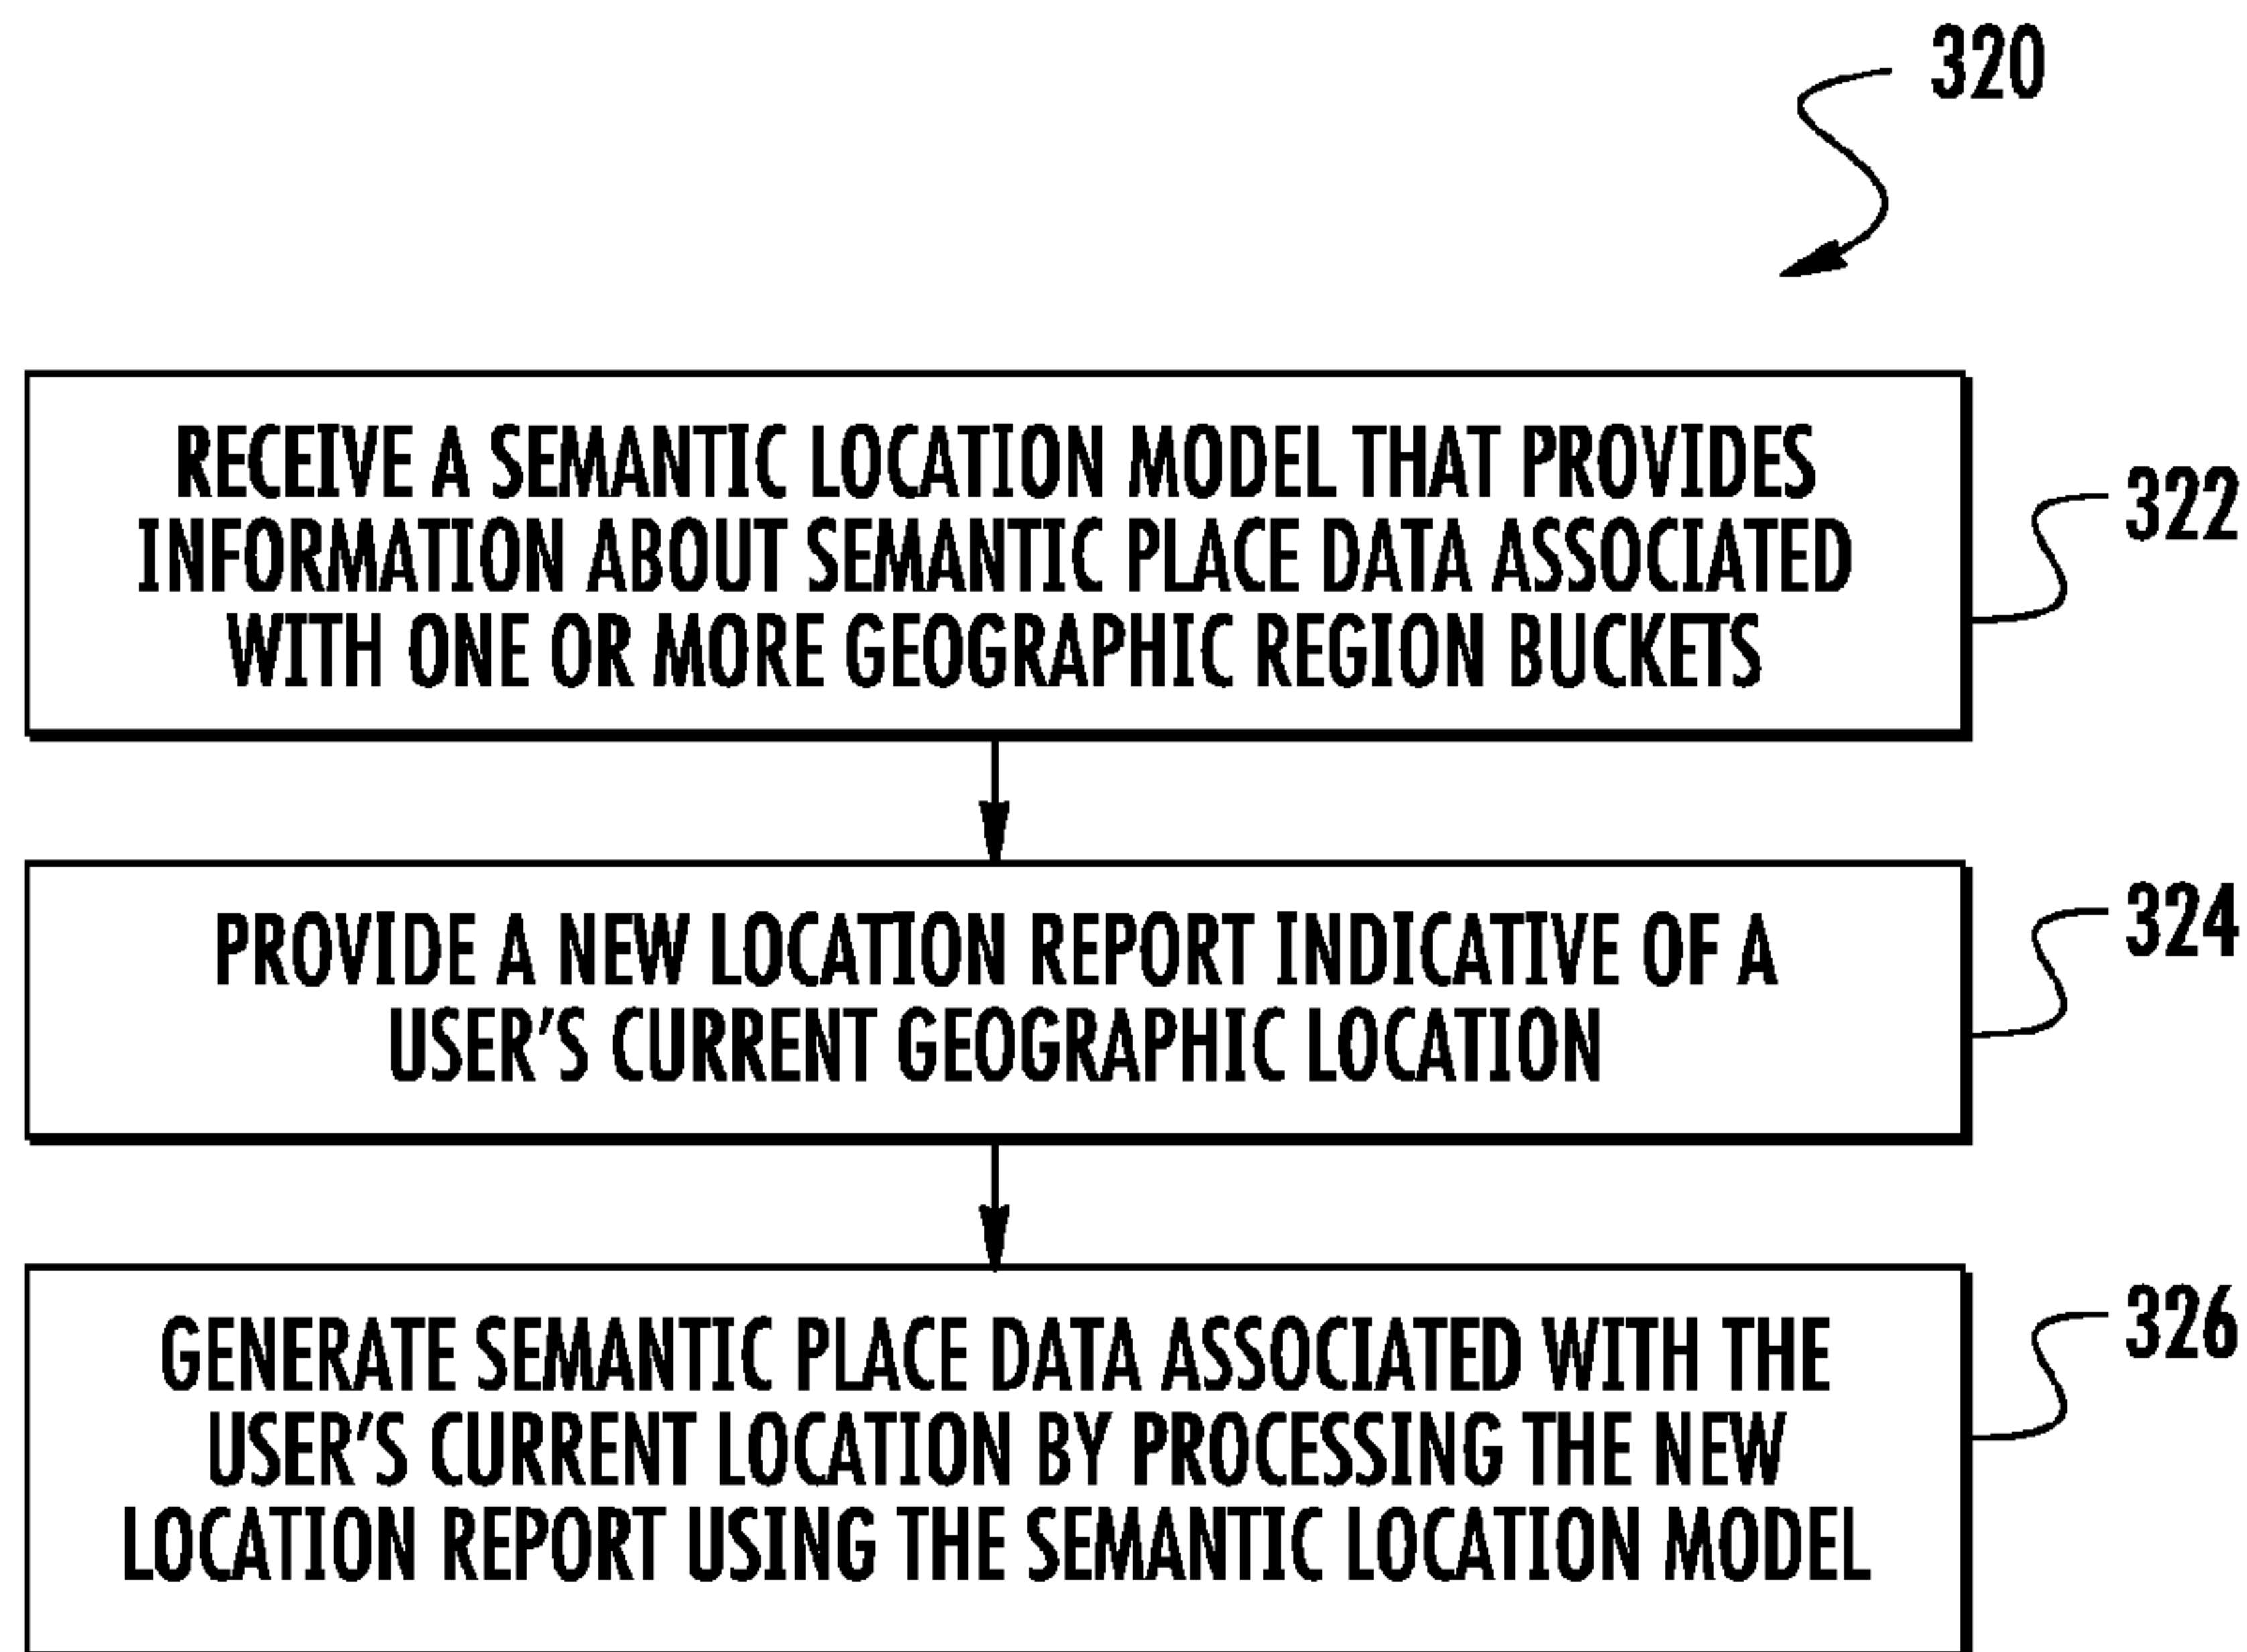 320
RECEIVE A SEMANTIC LOCATION MODEL THAT PROVIDES
INFORMATION ABOUT SEMANTIC PLACE DATA ASSOCIATED
WITH ONE OR MORE GEOGRAPHIC REGION BUCKETS
322
PROVIDE A NEW LOCATION REPORT INDICATIVE OF A
USER'S CURRENT GEOGRAPHIC LOCATION
324
GENERATE SEMANTIC PLACE DATA ASSOCIATED WITH THE
USER'S CURRENT LOCATION BY PROCESSING THE NEW
LOCATION REPORT USING THE SEMANTIC LOCATION MODEL
326